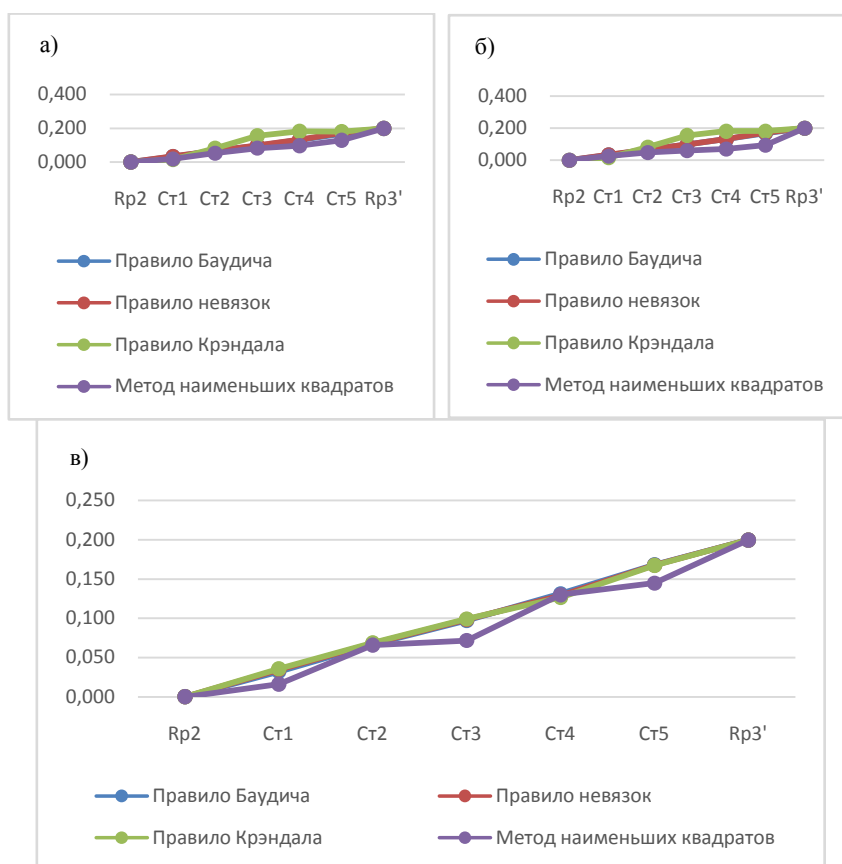 а)
0,400
0,200
0,000
Rp2 Ст1 Ст2 Ст3 Ст4 Ст5 Rp3'
Правило Баудича
Правило невязок
Правило Крэндала
Метод наименьших квадратов
б)
0,400
0,200
0,000
Rp2 Ст1 Ст2 Ст3 Ст4 Ст5 Rp3'
Правило Баудича
Правило невязок
Правило Крэндала
Метод наименьших квадратов
в)
0,250
0,200
0,150
0,100
0,050
0,000
Rp2 Ст1 Ст2 Ст3 Ст4 Ст5 Rp3'
Правило Баудича Правило невязок
Правило Крэндала Метод наименьших квадратов